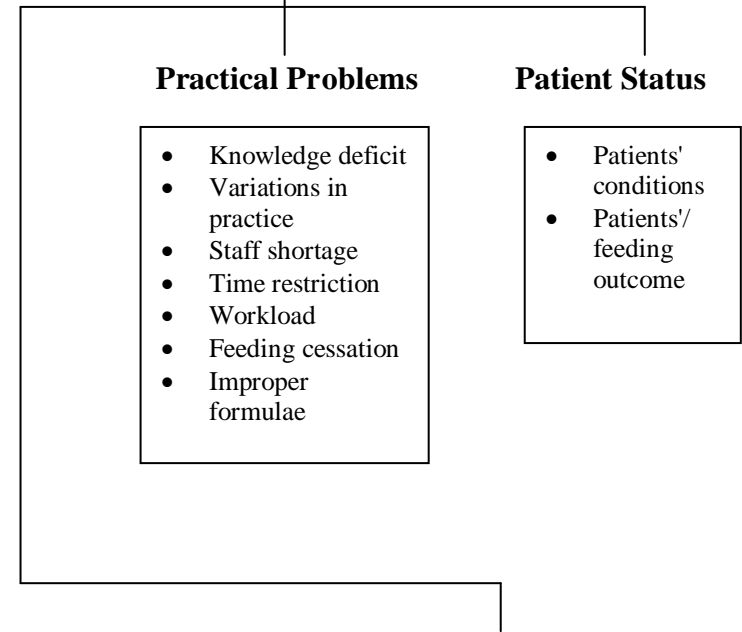 Practical Problems
• Knowledge deficit
• Variations in
practice
• Staff shortage
• Time restriction
• Workload
• Feeding cessation
• Improper
formulae
Patient Status
• Patients'
conditions
• Patients'/
feeding
outcome